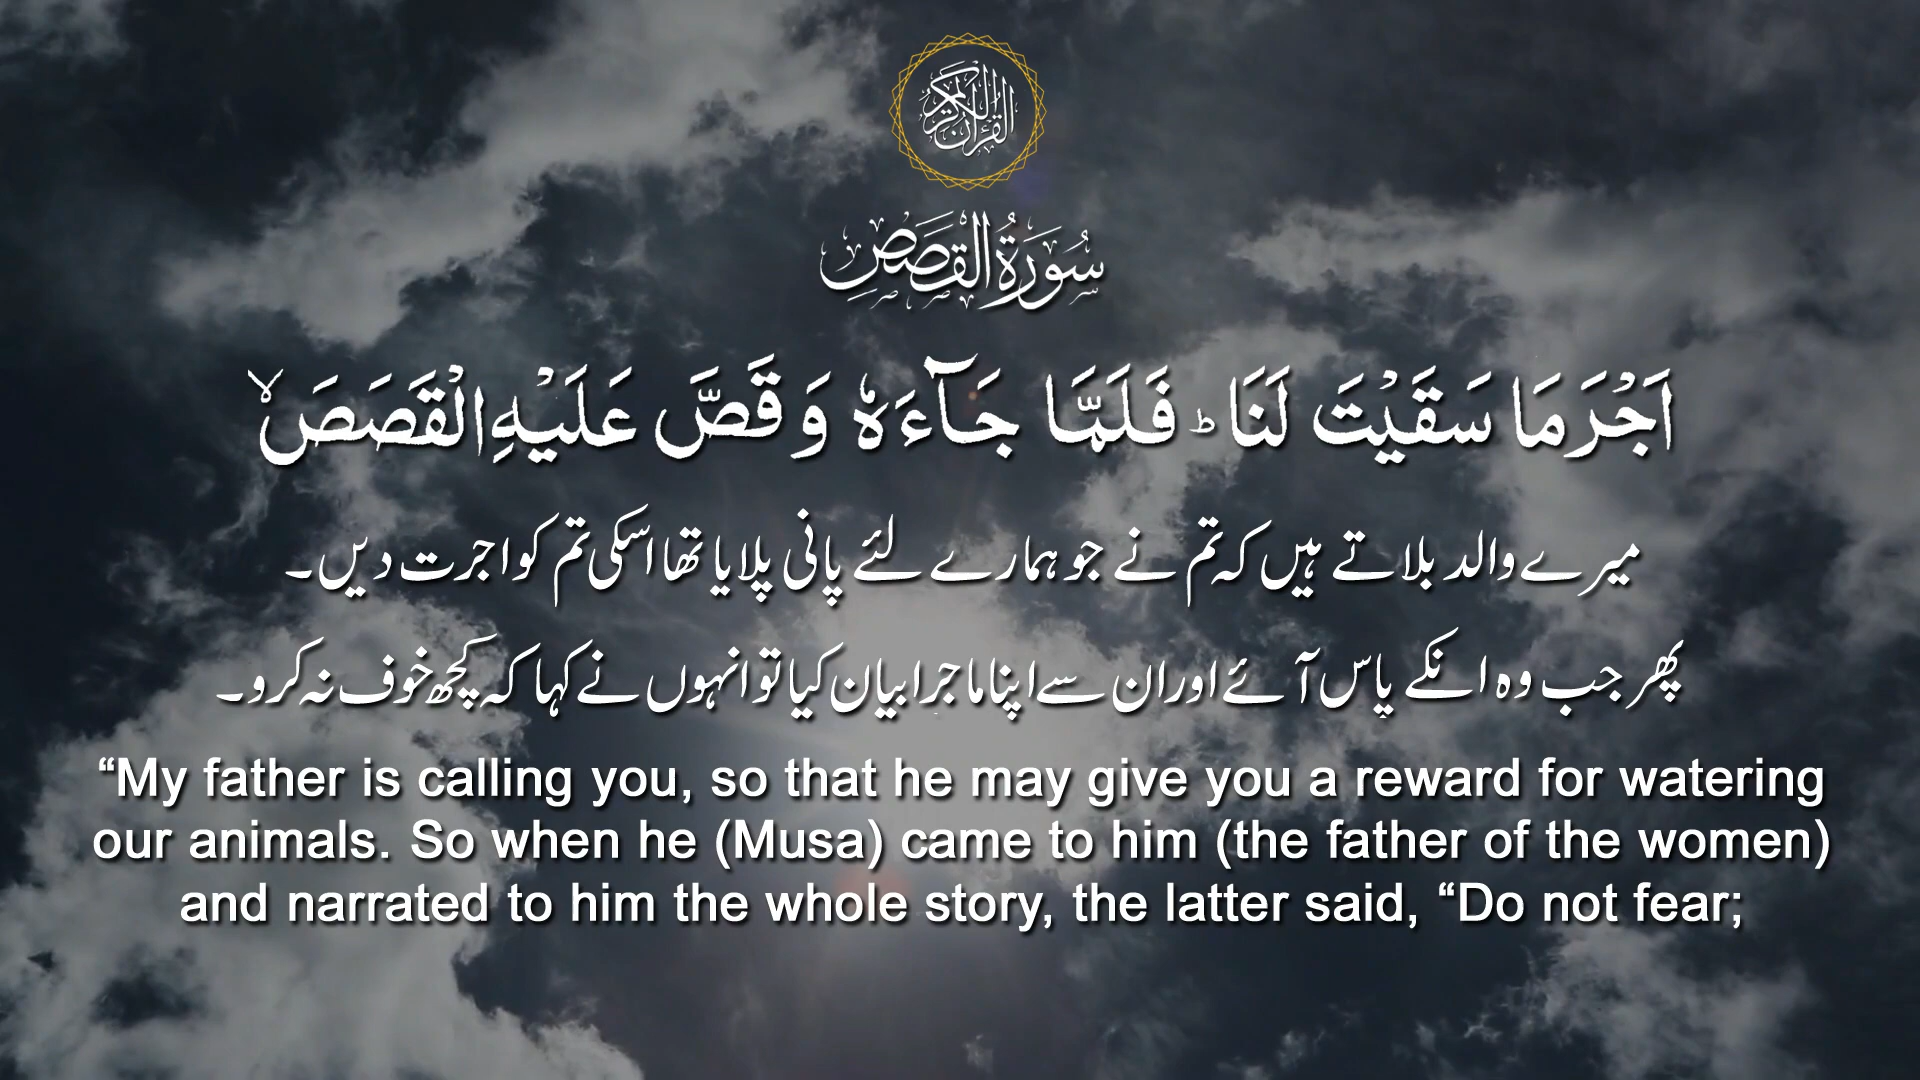 القرآن الكريم
سُورَةُ القَصَصِ
اَجْرَ مَا سَقَيْتَ لَنَا ؕ فَلَمَّا جَآءَهٗ وَ قَصَّ عَلَيْهِ الْقَصَصَ ۙ
میرے والد بلاتے ہیں کہ تم نے جو ہمارے لئے پانی پلایا تھا اسکی تم کو اجرت دیں۔
پھر جب وہ انکے پاس آئے اور ان سے اپنا ماجرا بیان کیا تو انہوں نے کہا کہ کچھ خوف نہ کرو۔
“My father is calling you, so that he may give you a reward for watering
our animals. So when he (Musa) came to him (the father of the women)
and narrated to him the whole story, the latter said, “Do not fear;